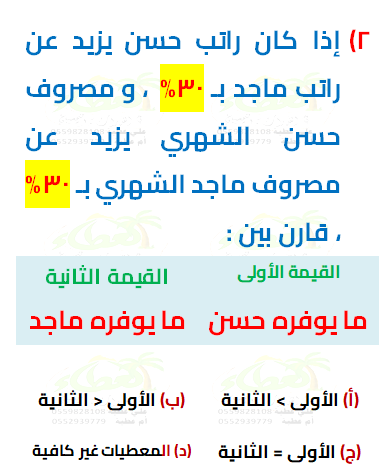 ٢) إذا كان راتب حسن يزيد عن
راتب ماجد بـ ٣٠% ، و مصروف
حسن الشهري يزيد عن
مصروف ماجد الشهري بـ ٣٠%
، قارن بين :
القيمة الأولى القيمة الثانية
ما يوفره حسن ما يوفره ماجد
(أ) الأولى > الثانية (ب) الأولى < الثانية
(ج) الأولى = الثانية (د) المعطيات غير كافية